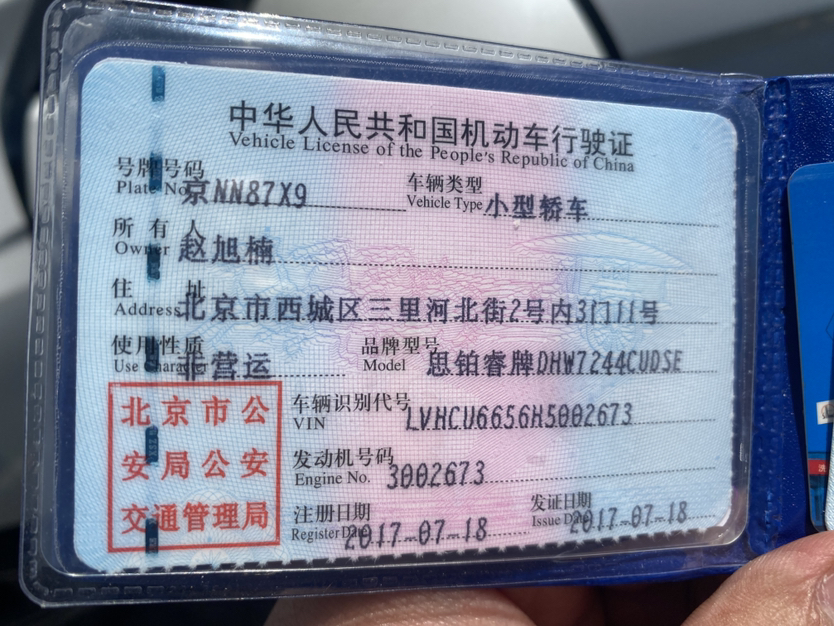 中华人民共和国机动车行驶证
Vehicle License of the People's Republic of China
号牌号码 京NN87X9 车辆类型 小型轿车
Plate No. Vehicle Type
所有人 赵旭楠
Owner
住址 北京市西城区三里河北街2号内3门11号
Address
使用性质 非营运 品牌型号 思铂睿牌DHW7244CUDSE
Use Character Model
北京市公
安局公安
交通管理局
车辆识别代号 LVHCU6656H5002673
VIN
发动机号码 3002673
Engine No.
注册日期 2017-07-18 发证日期 2017-07-18
Register Date Issue Date